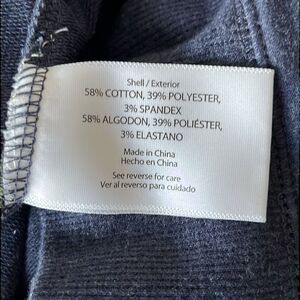 Shell / Exterior
58% COTTON, 39% POLYESTER,
3% SPANDEX
58% ALGODON, 39% POLIÉSTER,
3% ELASTANO
Made in China
Hecho en China
See reverse for care
Ver al reverso para cuidado